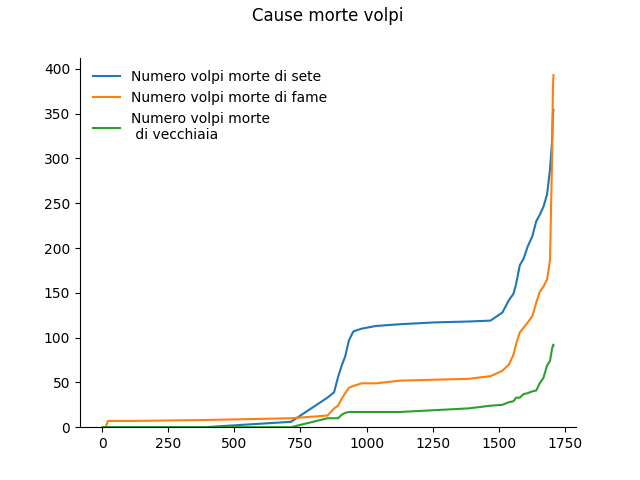 Cause morte volpi
Numero volpi morte di sete
Numero volpi morte di fame
Numero volpi morte
di vecchiaia
400
350
300
250
200
150
100
50
0
0 250 500 750 1000 1250 1500 1750